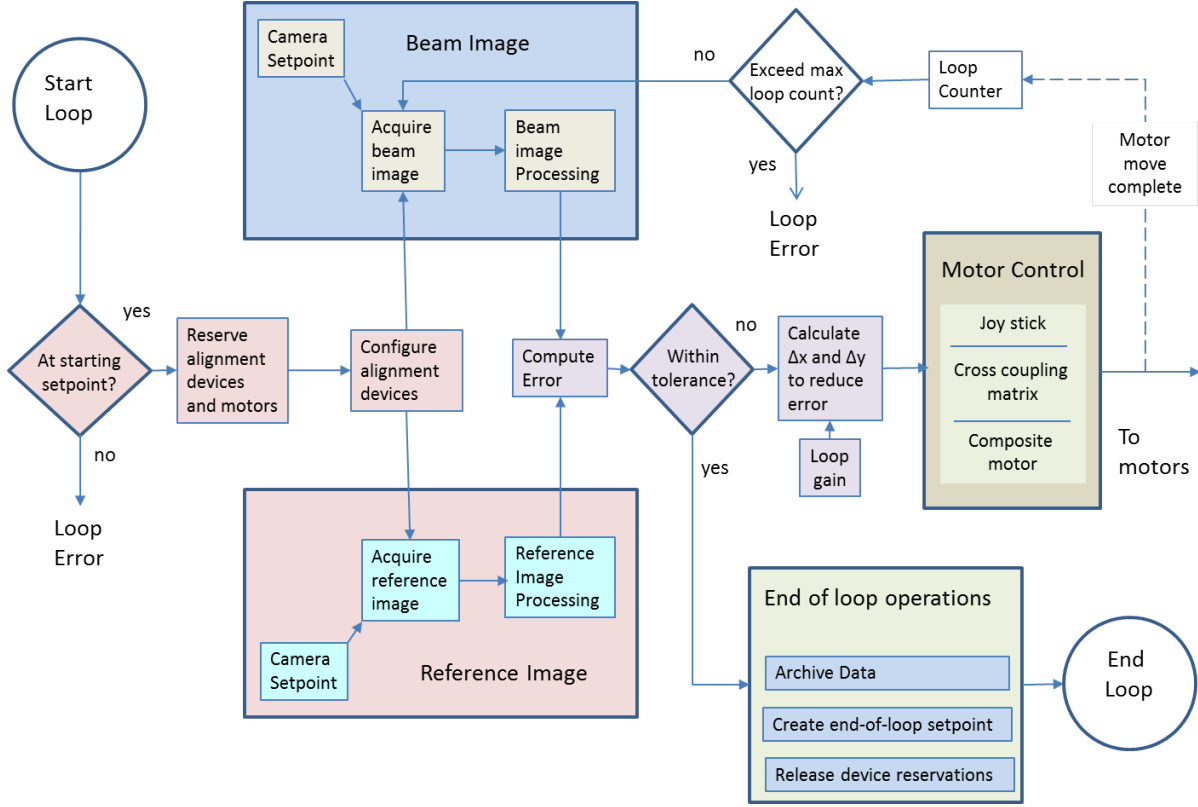 Start
Loop
yes
At starting
setpoint?
no
Loop
Error
Reserve
alignment
devices
and motors
Configure
alignment
devices
Camera
Setpoint
Beam Image
Acquire
beam
image
Beam
image
Processing
no
Exceed max
loop count?
yes
Loop
Error
Loop
Counter
Motor
move
complete
Compute
Error
Within
tolerance?
no
yes
Calculate
Δx and Δy
to reduce
error
Loop
gain
Motor Control
Joy stick
Cross coupling
matrix
Composite
motor
To
motors
Acquire
reference
image
Reference
Image
Processing
Camera
Setpoint
Reference Image
End of loop operations
Archive Data
Create end-of-loop setpoint
Release device reservations
End
Loop